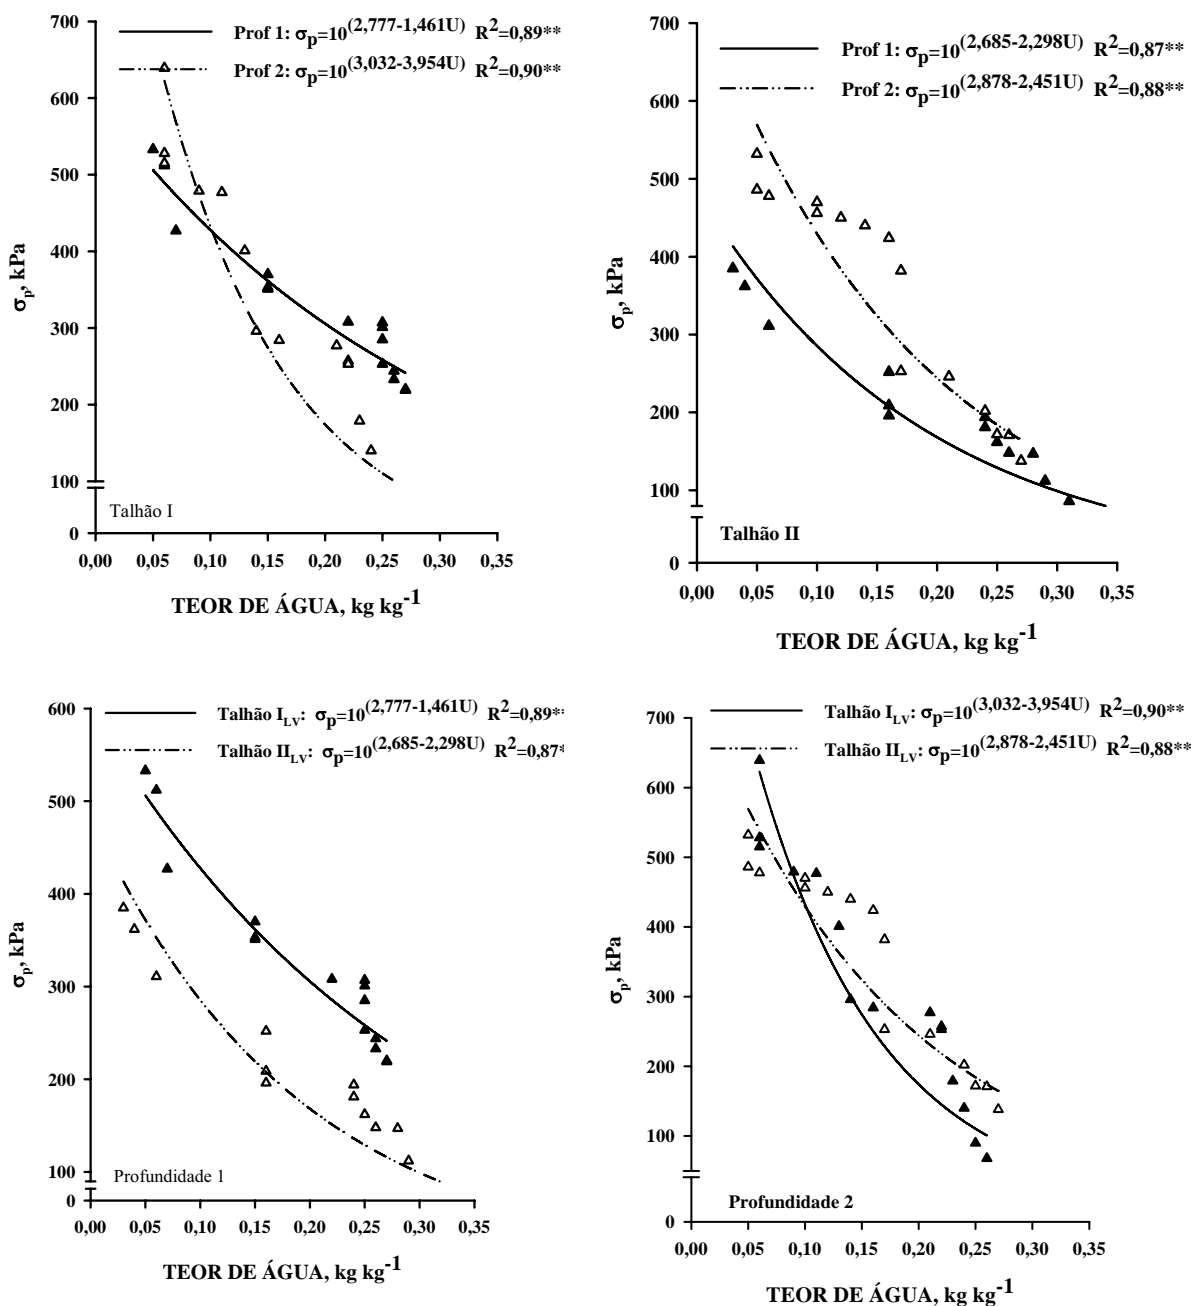 Prof 1: σp=10(2,777-1,461U) R2=0,89**
Prof 2: σp=10(3,032-3,954U) R2=0,90**
700
600
500
400
300
200
100
0
σp, kPa
Talhão I
0,00 0,05 0,10 0,15 0,20 0,25 0,30 0,35
TEOR DE ÁGUA, kg kg-1
Prof 1: σp=10(2,685-2,298U) R2=0,87**
Prof 2: σp=10(2,878-2,451U) R2=0,88**
700
600
500
400
300
200
100
0
σp, kPa
Talhão II
0,00 0,05 0,10 0,15 0,20 0,25 0,30 0,35
TEOR DE ÁGUA, kg kg-1
Talhão ILV: σp=10(2,777-1,461U) R2=0,89**
Talhão IILV: σp=10(2,685-2,298U) R2=0,87*
600
500
400
300
200
100
0
σp, kPa
Profundidade 1
0,00 0,05 0,10 0,15 0,20 0,25 0,30 0,35
TEOR DE ÁGUA, kg kg-1
Talhão ILV: σp=10(3,032-3,954U) R2=0,90**
Talhão IILV: σp=10(2,878-2,451U) R2=0,88**
700
600
500
400
300
200
100
0
σp, kPa
Profundidade 2
0,00 0,05 0,10 0,15 0,20 0,25 0,30 0,35
TEOR DE ÁGUA, kg kg-1